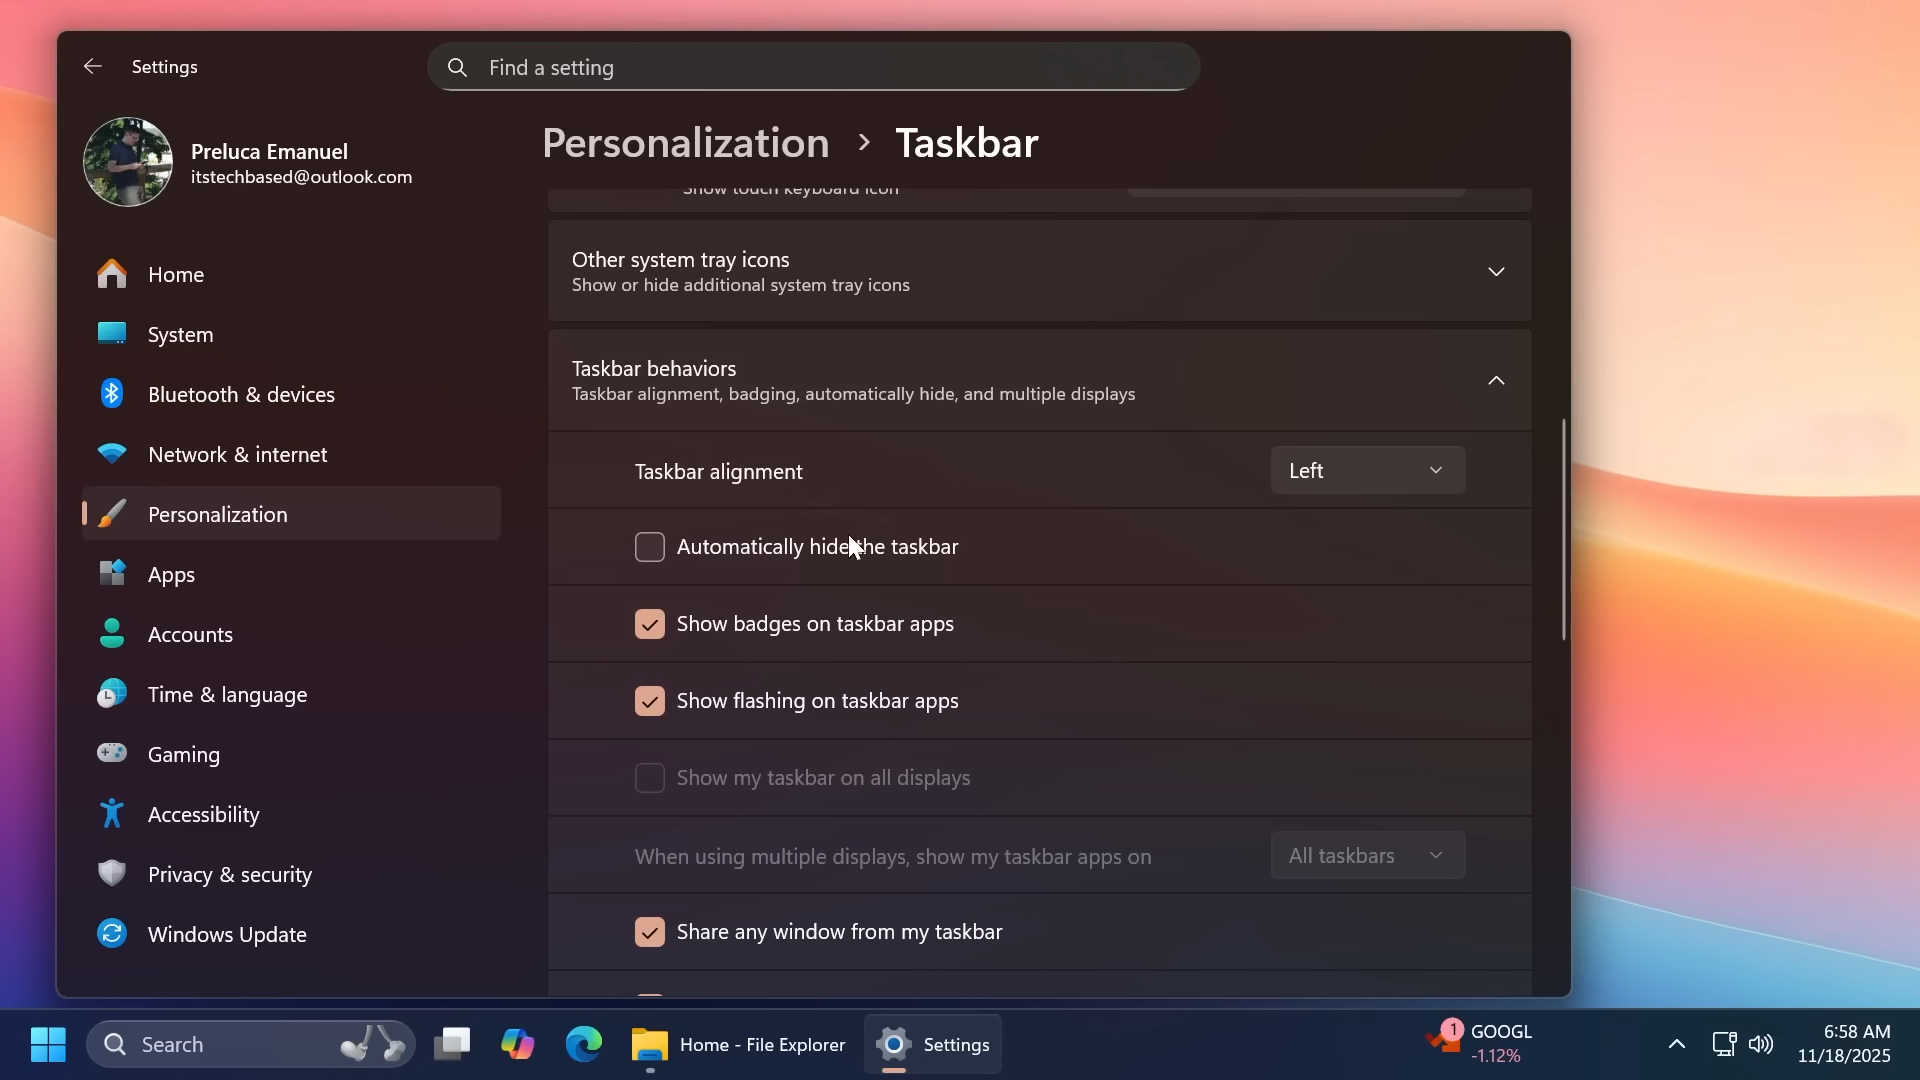 Settings
Find a setting
Preluca Emanuel
itstechbased@outlook.com
Home
System
Bluetooth & devices
Network & internet
Personalization
Apps
Accounts
Time & language
Gaming
Accessibility
Privacy & security
Windows Update
Personalization > Taskbar
Show touch keyboard icon
Other system tray icons
Show or hide additional system tray icons
Taskbar behaviors
Taskbar alignment, badging, automatically hide, and multiple displays
Taskbar alignment
Left
Automatically hide the taskbar
Show badges on taskbar apps
Show flashing on taskbar apps
Show my taskbar on all displays
When using multiple displays, show my taskbar apps on
All taskbars
Share any window from my taskbar
Search
Home - File Explorer
Settings
1
GOOGL
-1.12%
6:58 AM
11/18/2025